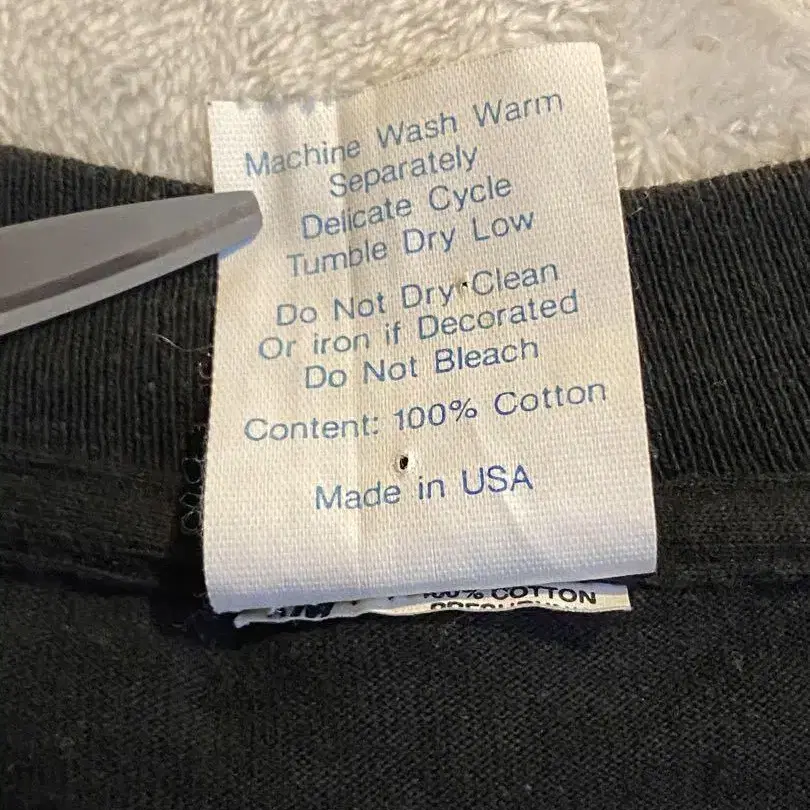 Machine Wash Warm
Separately
Delicate Cycle
Tumble Dry Low
Do Not Dry Clean
Or iron if Decorated
Do Not Bleach
Content: 100% Cotton
Made in USA
100% COTTON